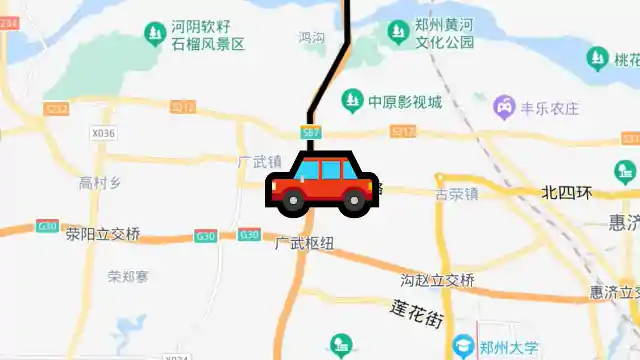 河阴软籽
石榴风景区
鸿沟
郑州黄河
文化公园
桃花
S234
S232
S312
中原影视城
丰乐农庄
X036
S87
S312
广武镇
高村乡
路
古荥镇
北四环
惠济
G30
荥阳立交桥
G30
G30
广武枢纽
荣郑寨
沟赵立交桥
惠济立交
莲花街
郑州大学